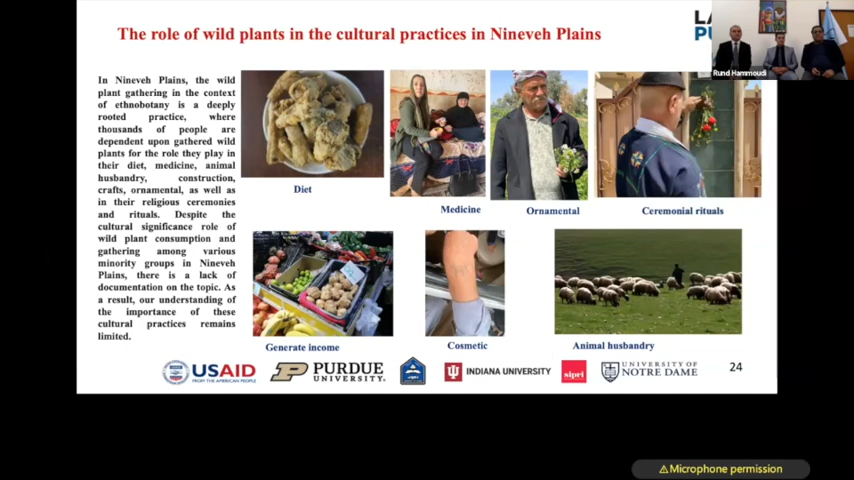 The role of wild plants in the cultural practices in Nineveh Plains
LA
PU
Rund Hammoudi
In Nineveh Plains, the wild
plant gathering in the context
of ethnobotany is a deeply
rooted practice, where
thousands of people are
dependent upon gathered wild
plants for the role they play in
their diet, medicine, animal
husbandry, construction,
crafts, ornamental, as well as
in their religious ceremonies
and rituals. Despite the
cultural significance role of
wild plant consumption and
gathering among various
minority groups in Nineveh
Plains, there is a lack of
documentation on the topic. As
a result, our understanding of
the importance of these
cultural practices remains
limited.
Diet
Medicine
Ornamental
Ceremonial rituals
Generate income
Cosmetic
Animal husbandry
USAID
FROM THE AMERICAN PEOPLE
PURDUE
UNIVERSITY.
INDIANA UNIVERSITY
sipri
UNIVERSITY OF
NOTRE DAME
24
Microphone permission